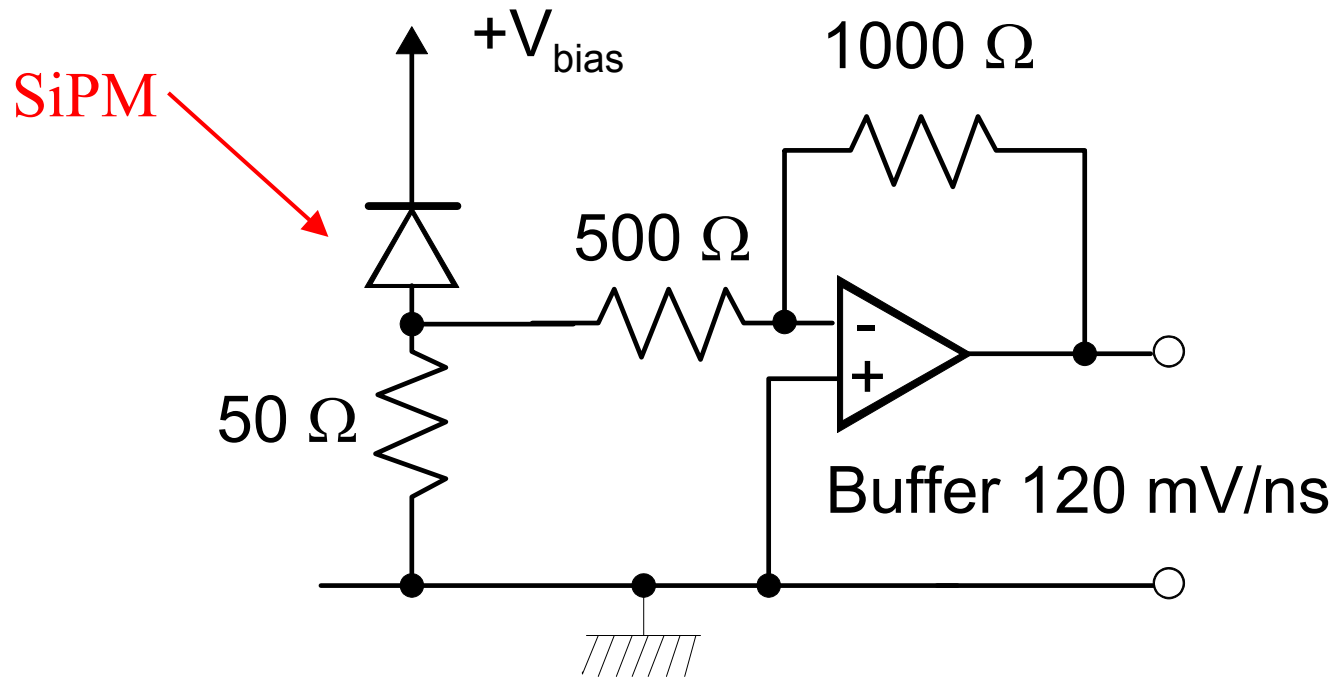 +Vbias
1000 Ω
SiPM
500 Ω
-
+
50 Ω
Buffer 120 mV/ns